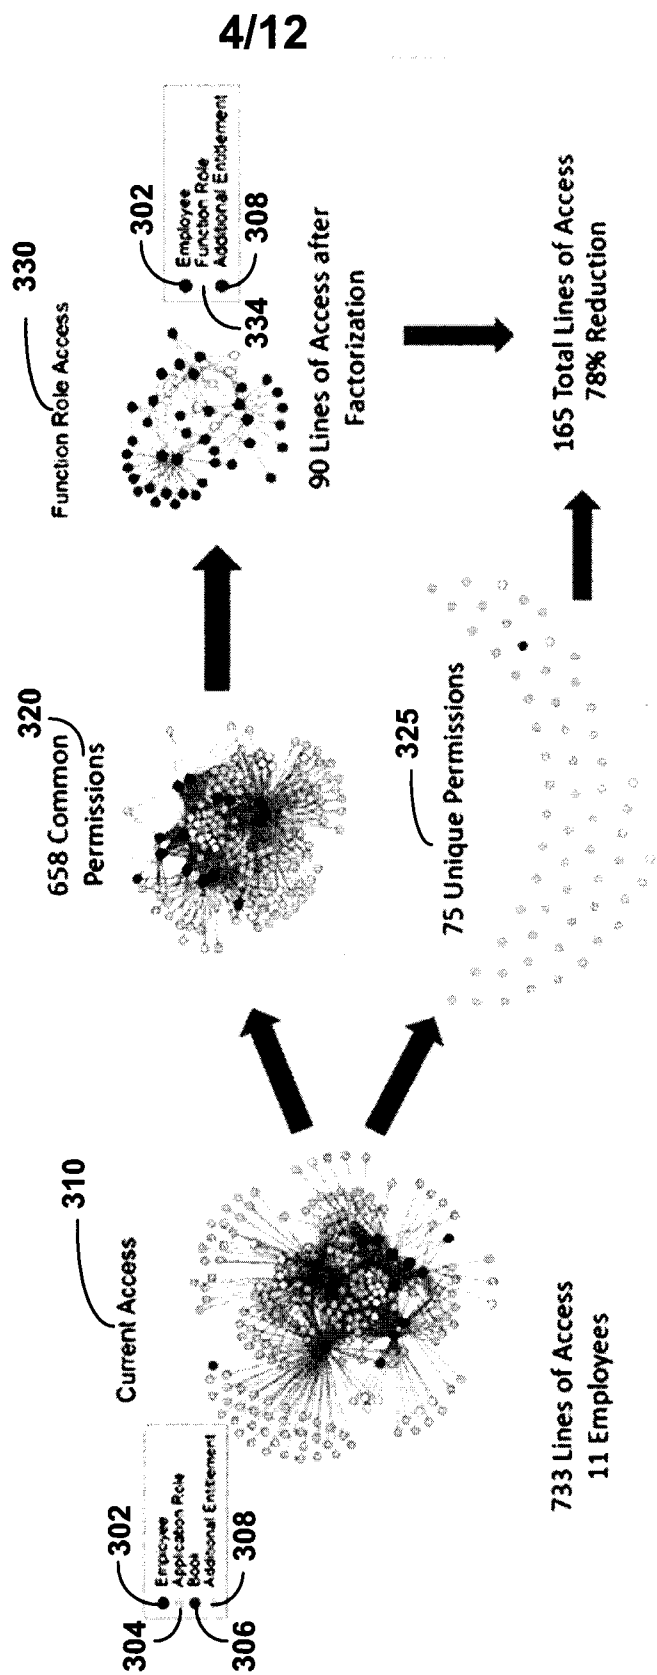 4/12
310
Current Access
302
304
306
308
Employee
Application Role
Book
Additional Entitlement
733 Lines of Access
11 Employees
320
658 Common
Permissions
325
75 Unique Permissions
330
Function Role Access
302
334
308
Employee
Function Role
Additional Entitlement
90 Lines of Access after
Factorization
165 Total Lines of Access
78% Reduction